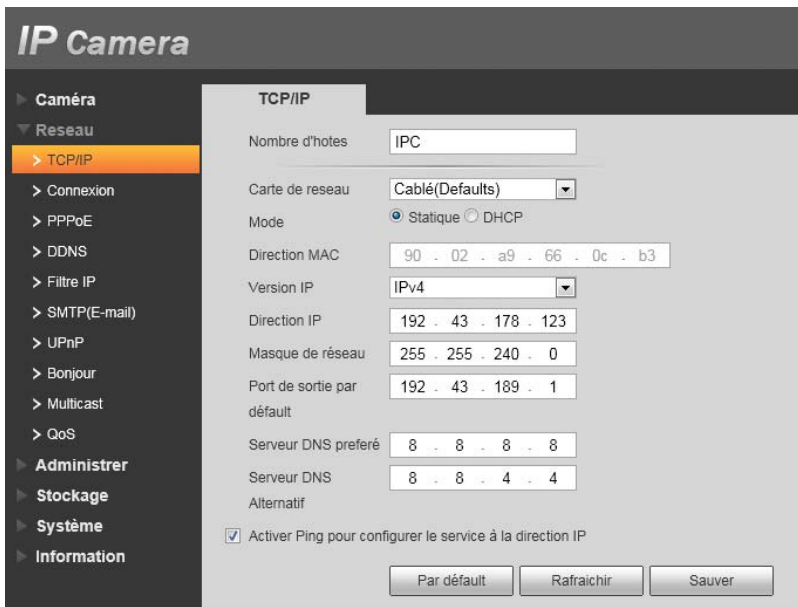 IP Camera
Caméra
Reseau
TCP/IP
Connexion
PPPoE
DDNS
Filtre IP
SMTP(E-mail)
UPnP
Bonjour
Multicast
QoS
Administrer
Stockage
Système
Information
TCP/IP
Nombre d'hotes IPC
Carte de reseau Cablé(Defaults)
Mode Statique DHCP
Direction MAC 90 . 02 . a9 . 66 . 0c . b3
Version IP IPv4
Direction IP 192 . 43 . 178 . 123
Masque de réseau 255 . 255 . 240 . 0
Port de sortie par 192 . 43 . 189 . 1
défault
Serveur DNS preferé 8 . 8 . 8 . 8
Serveur DNS 8 . 8 . 4 . 4
Alternatif
Activer Ping pour configurer le service à la direction IP
Par défault Rafraichir Sauver